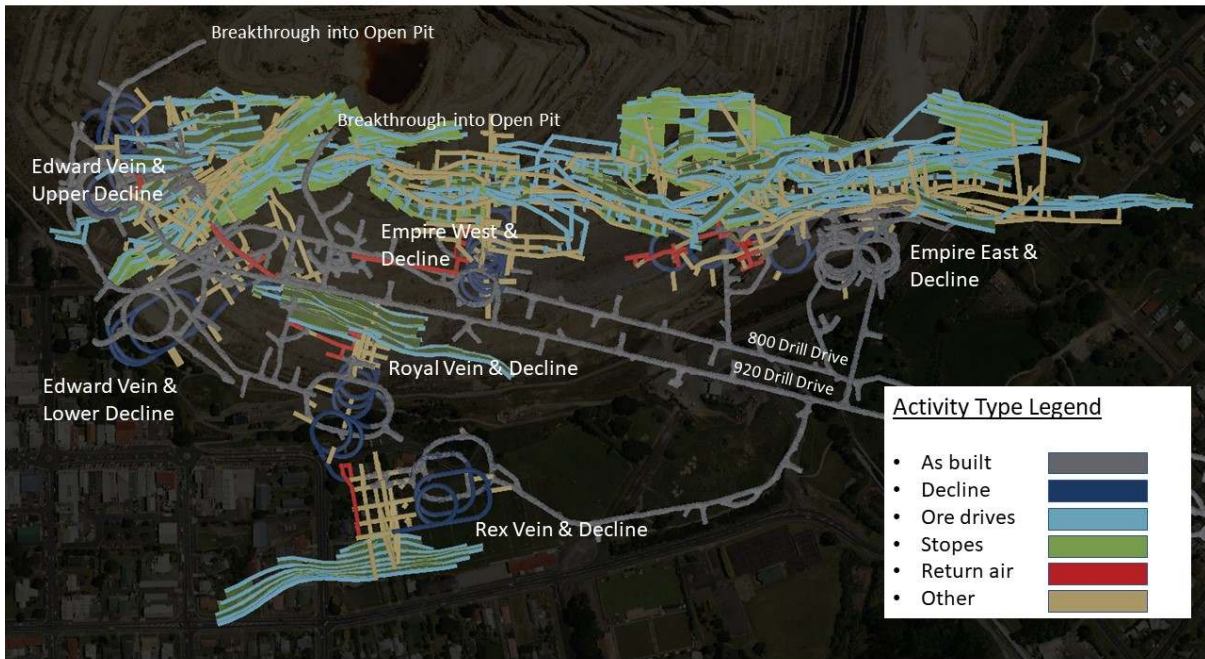 Breakthrough into Open Pit
Breakthrough into Open Pit
Edward Vein &
Upper Decline
Empire West &
Decline
Empire East &
Decline
800 Drill Drive
920 Drill Drive
Royal Vein & Decline
Edward Vein &
Lower Decline
Rex Vein & Decline
Activity Type Legend
• As built
• Decline
• Ore drives
• Stopes
• Return air
• Other